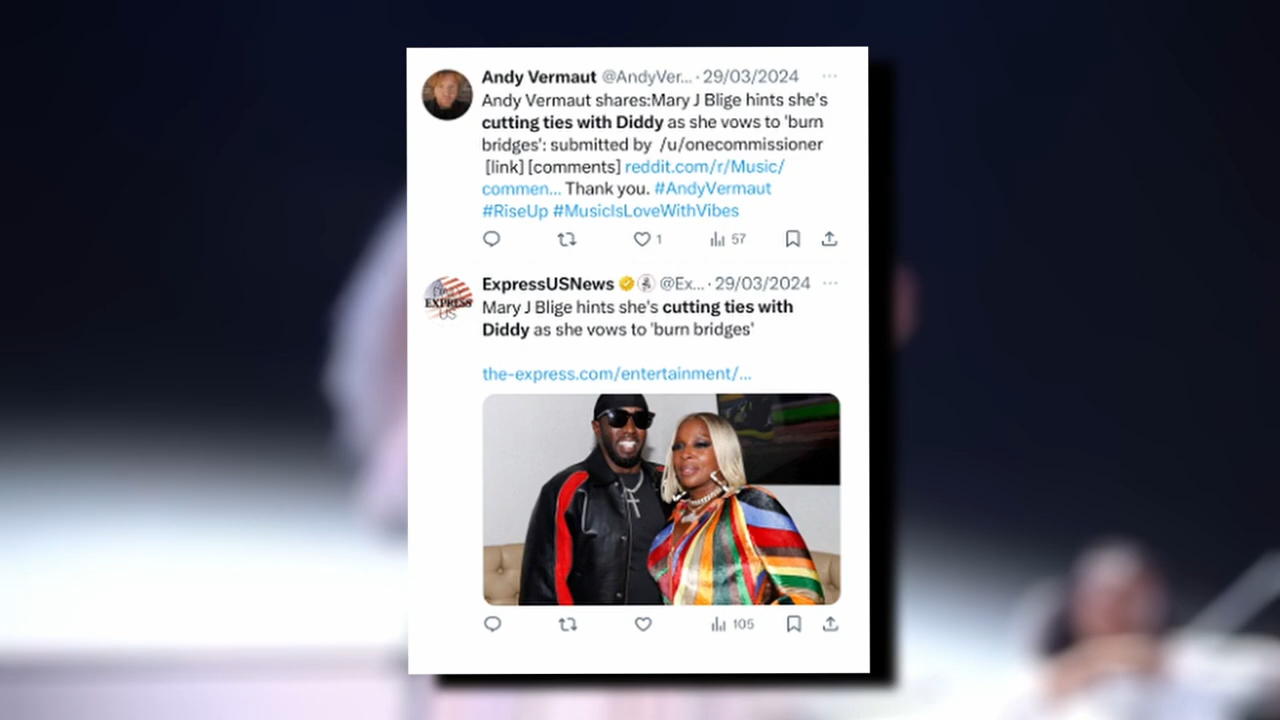 Andy Vermaut @AndyVer... · 29/03/2024
Andy Vermaut shares:Mary J Blige hints she's
cutting ties with Diddy as she vows to 'burn
bridges': submitted by /u/onecommissioner
[link] [comments] reddit.com/r/Music/
commen... Thank you. #AndyVermaut
#RiseUp #MusicIsLoveWithVibes
1
57
ExpressUSNews @Ex... · 29/03/2024
EXPRESS
US
Mary J Blige hints she's cutting ties with
Diddy as she vows to 'burn bridges'
the-express.com/entertainment/...
105